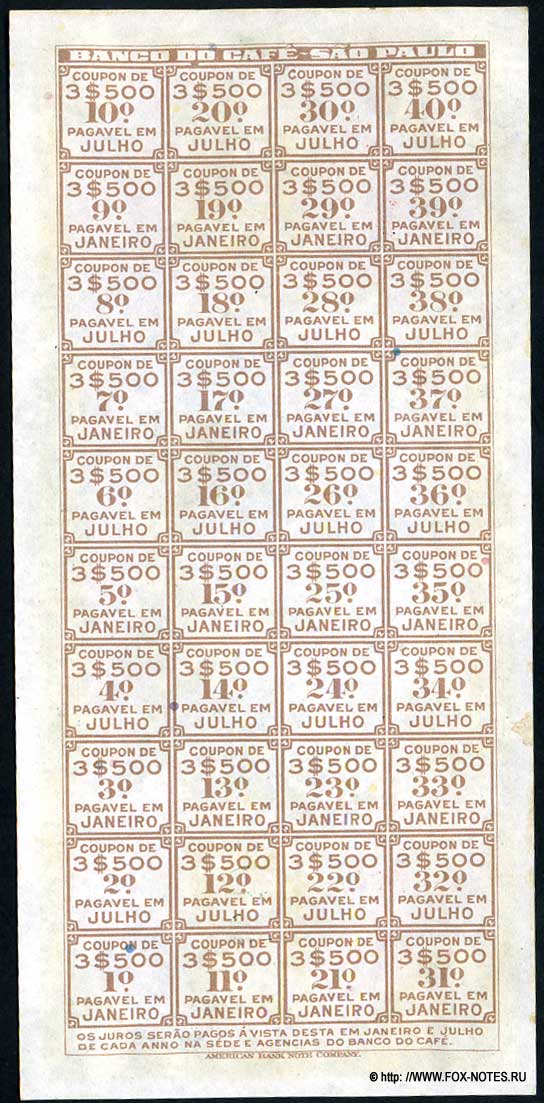 BANCO DO CAFÉ-SÃO PAULO
COUPON DE COUPON DE COUPON DE COUPON DE
3$500 3$500 3$500 3$500
10º 20º 30º 40º
PAGAVEL EM PAGAVEL EM PAGAVEL EM PAGAVEL EM
JULHO JULHO JULHO JULHO
COUPON DE COUPON DE COUPON DE COUPON DE
3$500 3$500 3$500 3$500
9º 19º 29º 39º
PAGAVEL EM PAGAVEL EM PAGAVEL EM PAGAVEL EM
JANEIRO JANEIRO JANEIRO JANEIRO
COUPON DE COUPON DE COUPON DE COUPON DE
3$500 3$500 3$500 3$500
8º 18º 28º 38º
PAGAVEL EM PAGAVEL EM PAGAVEL EM PAGAVEL EM
JULHO JULHO JULHO JULHO
COUPON DE COUPON DE COUPON DE COUPON DE
3$500 3$500 3$500 3$500
7º 17º 27º 37º
PAGAVEL EM PAGAVEL EM PAGAVEL EM PAGAVEL EM
JANEIRO JANEIRO JANEIRO JANEIRO
COUPON DE COUPON DE COUPON DE COUPON DE
3$500 3$500 3$500 3$500
6º 16º 26º 36º
PAGAVEL EM PAGAVEL EM PAGAVEL EM PAGAVEL EM
JULHO JULHO JULHO JULHO
COUPON DE COUPON DE COUPON DE COUPON DE
3$500 3$500 3$500 3$500
5º 15º 25º 35º
PAGAVEL EM PAGAVEL EM PAGAVEL EM PAGAVEL EM
JANEIRO JANEIRO JANEIRO JANEIRO
COUPON DE COUPON DE COUPON DE COUPON DE
3$500 3$500 3$500 3$500
4º 14º 24º 34º
PAGAVEL EM PAGAVEL EM PAGAVEL EM PAGAVEL EM
JULHO JULHO JULHO JULHO
COUPON DE COUPON DE COUPON DE COUPON DE
3$500 3$500 3$500 3$500
3º 13º 23º 33º
PAGAVEL EM PAGAVEL EM PAGAVEL EM PAGAVEL EM
JANEIRO JANEIRO JANEIRO JANEIRO
COUPON DE COUPON DE COUPON DE COUPON DE
3$500 3$500 3$500 3$500
2º 12º 22º 32º
PAGAVEL EM PAGAVEL EM PAGAVEL EM PAGAVEL EM
JULHO JULHO JULHO JULHO
COUPON DE COUPON DE COUPON DE COUPON DE
3$500 3$500 3$500 3$500
1º 11º 21º 31º
PAGAVEL EM PAGAVEL EM PAGAVEL EM PAGAVEL EM
JANEIRO JANEIRO JANEIRO JANEIRO
OS JUROS SERÃO PAGOS Á VISTA DESTA EM JANEIRO E JULHO
DE CADA ANNO NA SÉDE E AGENCIAS DO BANCO DO CAFÉ.
AMERICAN BANK NOTE COMPANY.
© http: //WWW.FOX-NOTES.RU